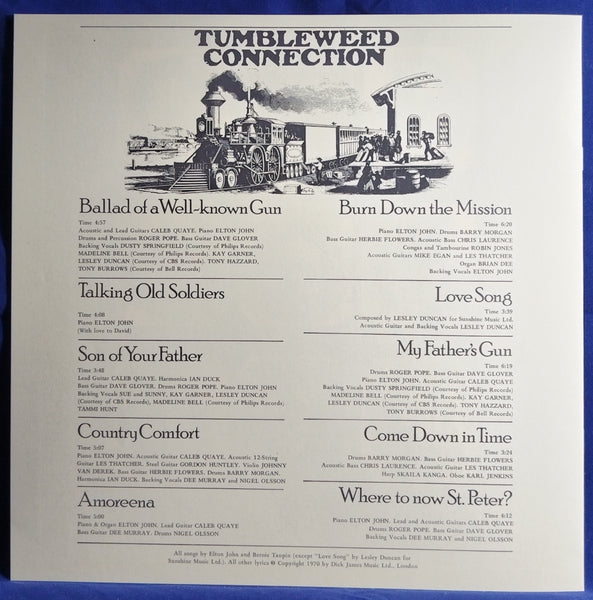 TUMBLEWEED
CONNECTION
Ballad of a Well-known Gun
Time 4:57
Acoustic and Lead Guitars CALEB QUAYE. Piano ELTON JOHN
Drums and Percussion ROGER POPE. Bass Guitar DAVE GLOVER
Backing Vocals DUSTY SPRINGFIELD (Courtesy of Philips Records)
MADELINE BELL (Courtesy of Philips Records), KAY GARNER,
LESLEY DUNCAN (Courtesy of CBS Records). TONY HAZZARD,
TONY BURROWS (Courtesy of Bell Records)
Talking Old Soldiers
Time 4:08
Piano ELTON JOHN
(With love to David)
Son of Your Father
Time 3:48
Lead Guitar CALEB QUAYE. Harmonica IAN DUCK
Bass Guitar DAVE GLOVER. Drums ROGER POPE. Piano ELTON JOHN
Backing Vocals SUE and SUNNY, KAY GARNER, LESLEY DUNCAN
(Courtesy of CBS Records), MADELINE BELL (Courtesy of Philips Records)
TAMMI HUNT
Country Comfort
Time 5:07
Piano ELTON JOHN. Acoustic Guitar CALEB QUAYE. Acoustic 12-String
Guitar LES THATCHER. Steel Guitar GORDON HUNTLEY. Violin JOHNNY
VAN DEREK. Bass Guitar HERBIE FLOWERS. Drums BARRY MORGAN.
Harmonica IAN DUCK. Backing Vocals DEE MURRAY and NIGEL OLSSON
Amoreena
Time 5:00
Piano & Organ ELTON JOHN. Lead Guitar CALEB QUAYE
Bass Guitar DEE MURRAY. Drums NIGEL OLSSON
Burn Down the Mission
Time 6:20
Piano ELTON JOHN. Drums BARRY MORGAN
Bass Guitar HERBIE FLOWERS. Acoustic Bass CHRIS LAURENCE
Congas and Tambourine ROBIN JONES
Acoustic Guitars MIKE EGAN and LES THATCHER
Organ BRIAN DEE
Backing Vocals ELTON JOHN
Love Song
Time 3:39
Composed by LESLEY DUNCAN for Sunshine Music Ltd.
Acoustic Guitar and Backing Vocals LESLEY DUNCAN
My Father's Gun
Time 6:19
Drums ROGER POPE. Bass Guitar DAVE GLOVER
Piano ELTON JOHN. Acoustic Guitar CALEB QUAYE
Backing Vocals DUSTY SPRINGFIELD (Courtesy of Philips Records)
MADELINE BELL (Courtesy of Philips Records), KAY GARNER,
LESLEY DUNCAN (Courtesy of CBS Records). TONY HAZZARD,
TONY BURROWS (Courtesy of Bell Records)
Come Down in Time
Time 3:24
Drums BARRY MORGAN. Bass Guitar HERBIE FLOWERS
Acoustic Bass CHRIS LAURENCE. Acoustic Guitar LES THATCHER
Harp SKAILA KANGA. Oboe KARL JENKINS
Where to now St. Peter?
Time 4:12
Piano ELTON JOHN. Lead and Acoustic Guitars CALEB QUAYE
Drums ROGER POPE. Bass Guitar DAVE GLOVER
Backing Vocals DEE MURRAY and NIGEL OLSSON
All songs by Elton John and Bernie Taupin (except "Love Song" by Lesley Duncan for
Sunshine Music Ltd.). All other lyrics © Copyright 1970 by Dick James Music Ltd., London